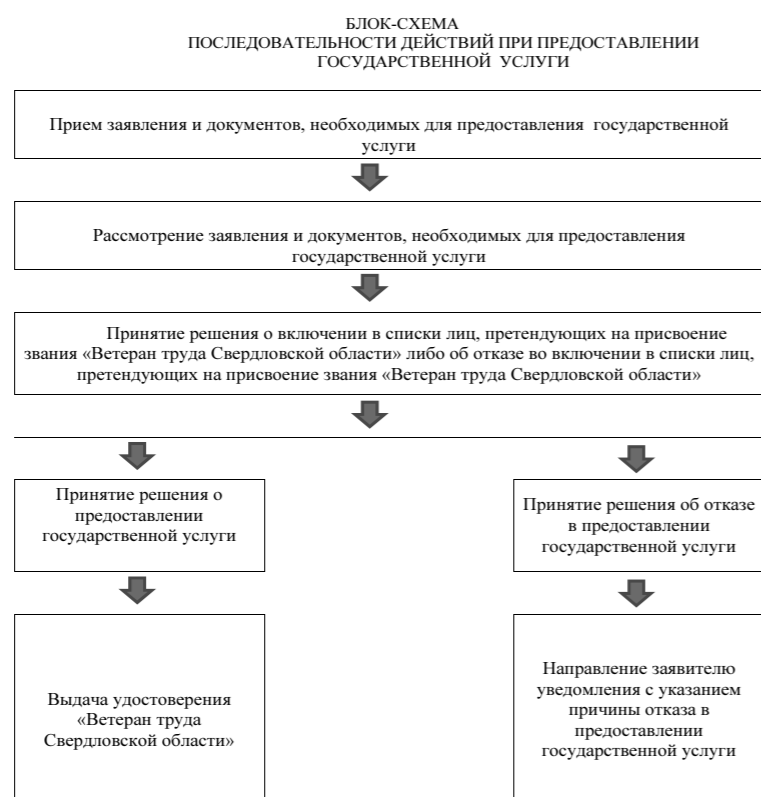 БЛОК-СХЕМА
ПОСЛЕДОВАТЕЛЬНОСТИ ДЕЙСТВИЙ ПРИ ПРЕДОСТАВЛЕНИИ
ГОСУДАРСТВЕННОЙ УСЛУГИ
Прием заявления и документов, необходимых для предоставления государственной
услуги
Рассмотрение заявления и документов, необходимых для предоставления
государственной услуги
Принятие решения о включении в списки лиц, претендующих на присвоение
звания «Ветеран труда Свердловской области» либо об отказе во включении в списки лиц,
претендующих на присвоение звания «Ветеран труда Свердловской области»
Принятие решения о
предоставлении
государственной услуги
Принятие решения об отказе
в предоставлении
государственной услуги
Выдача удостоверения
«Ветеран труда
Свердловской области»
Направление заявителю
уведомления с указанием
причины отказа в
предоставлении
государственной услуги